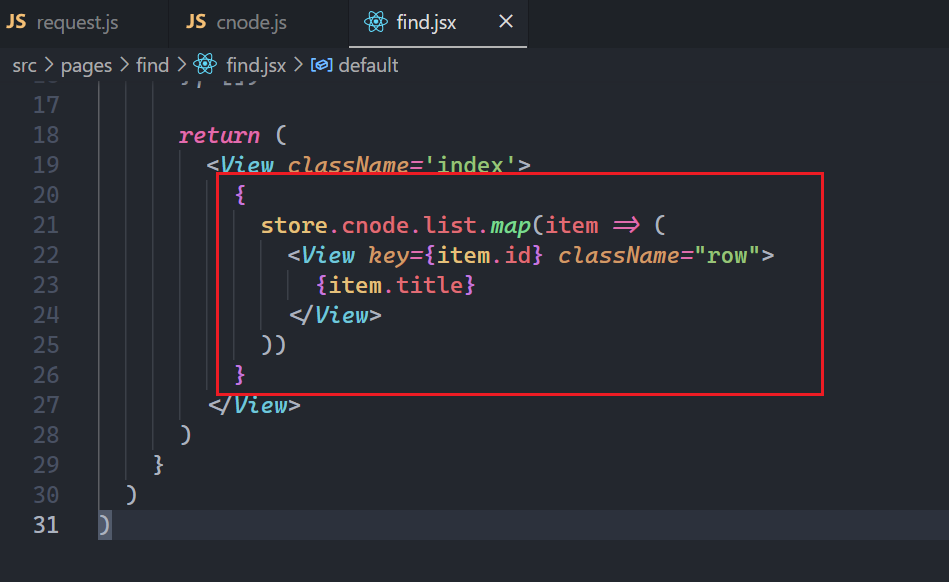 JS request.js JS cnode.js find.jsx ×
src > pages > find > find.jsx > default
17
18 return (
19 <View className='index'>
20 {
21 store.cnode.list.map(item => (
22 <View key={item.id} className="row">
23 {item.title}
24 </View>
25 ))
26 }
27 </View>
28 )
29 }
30 )
31 )